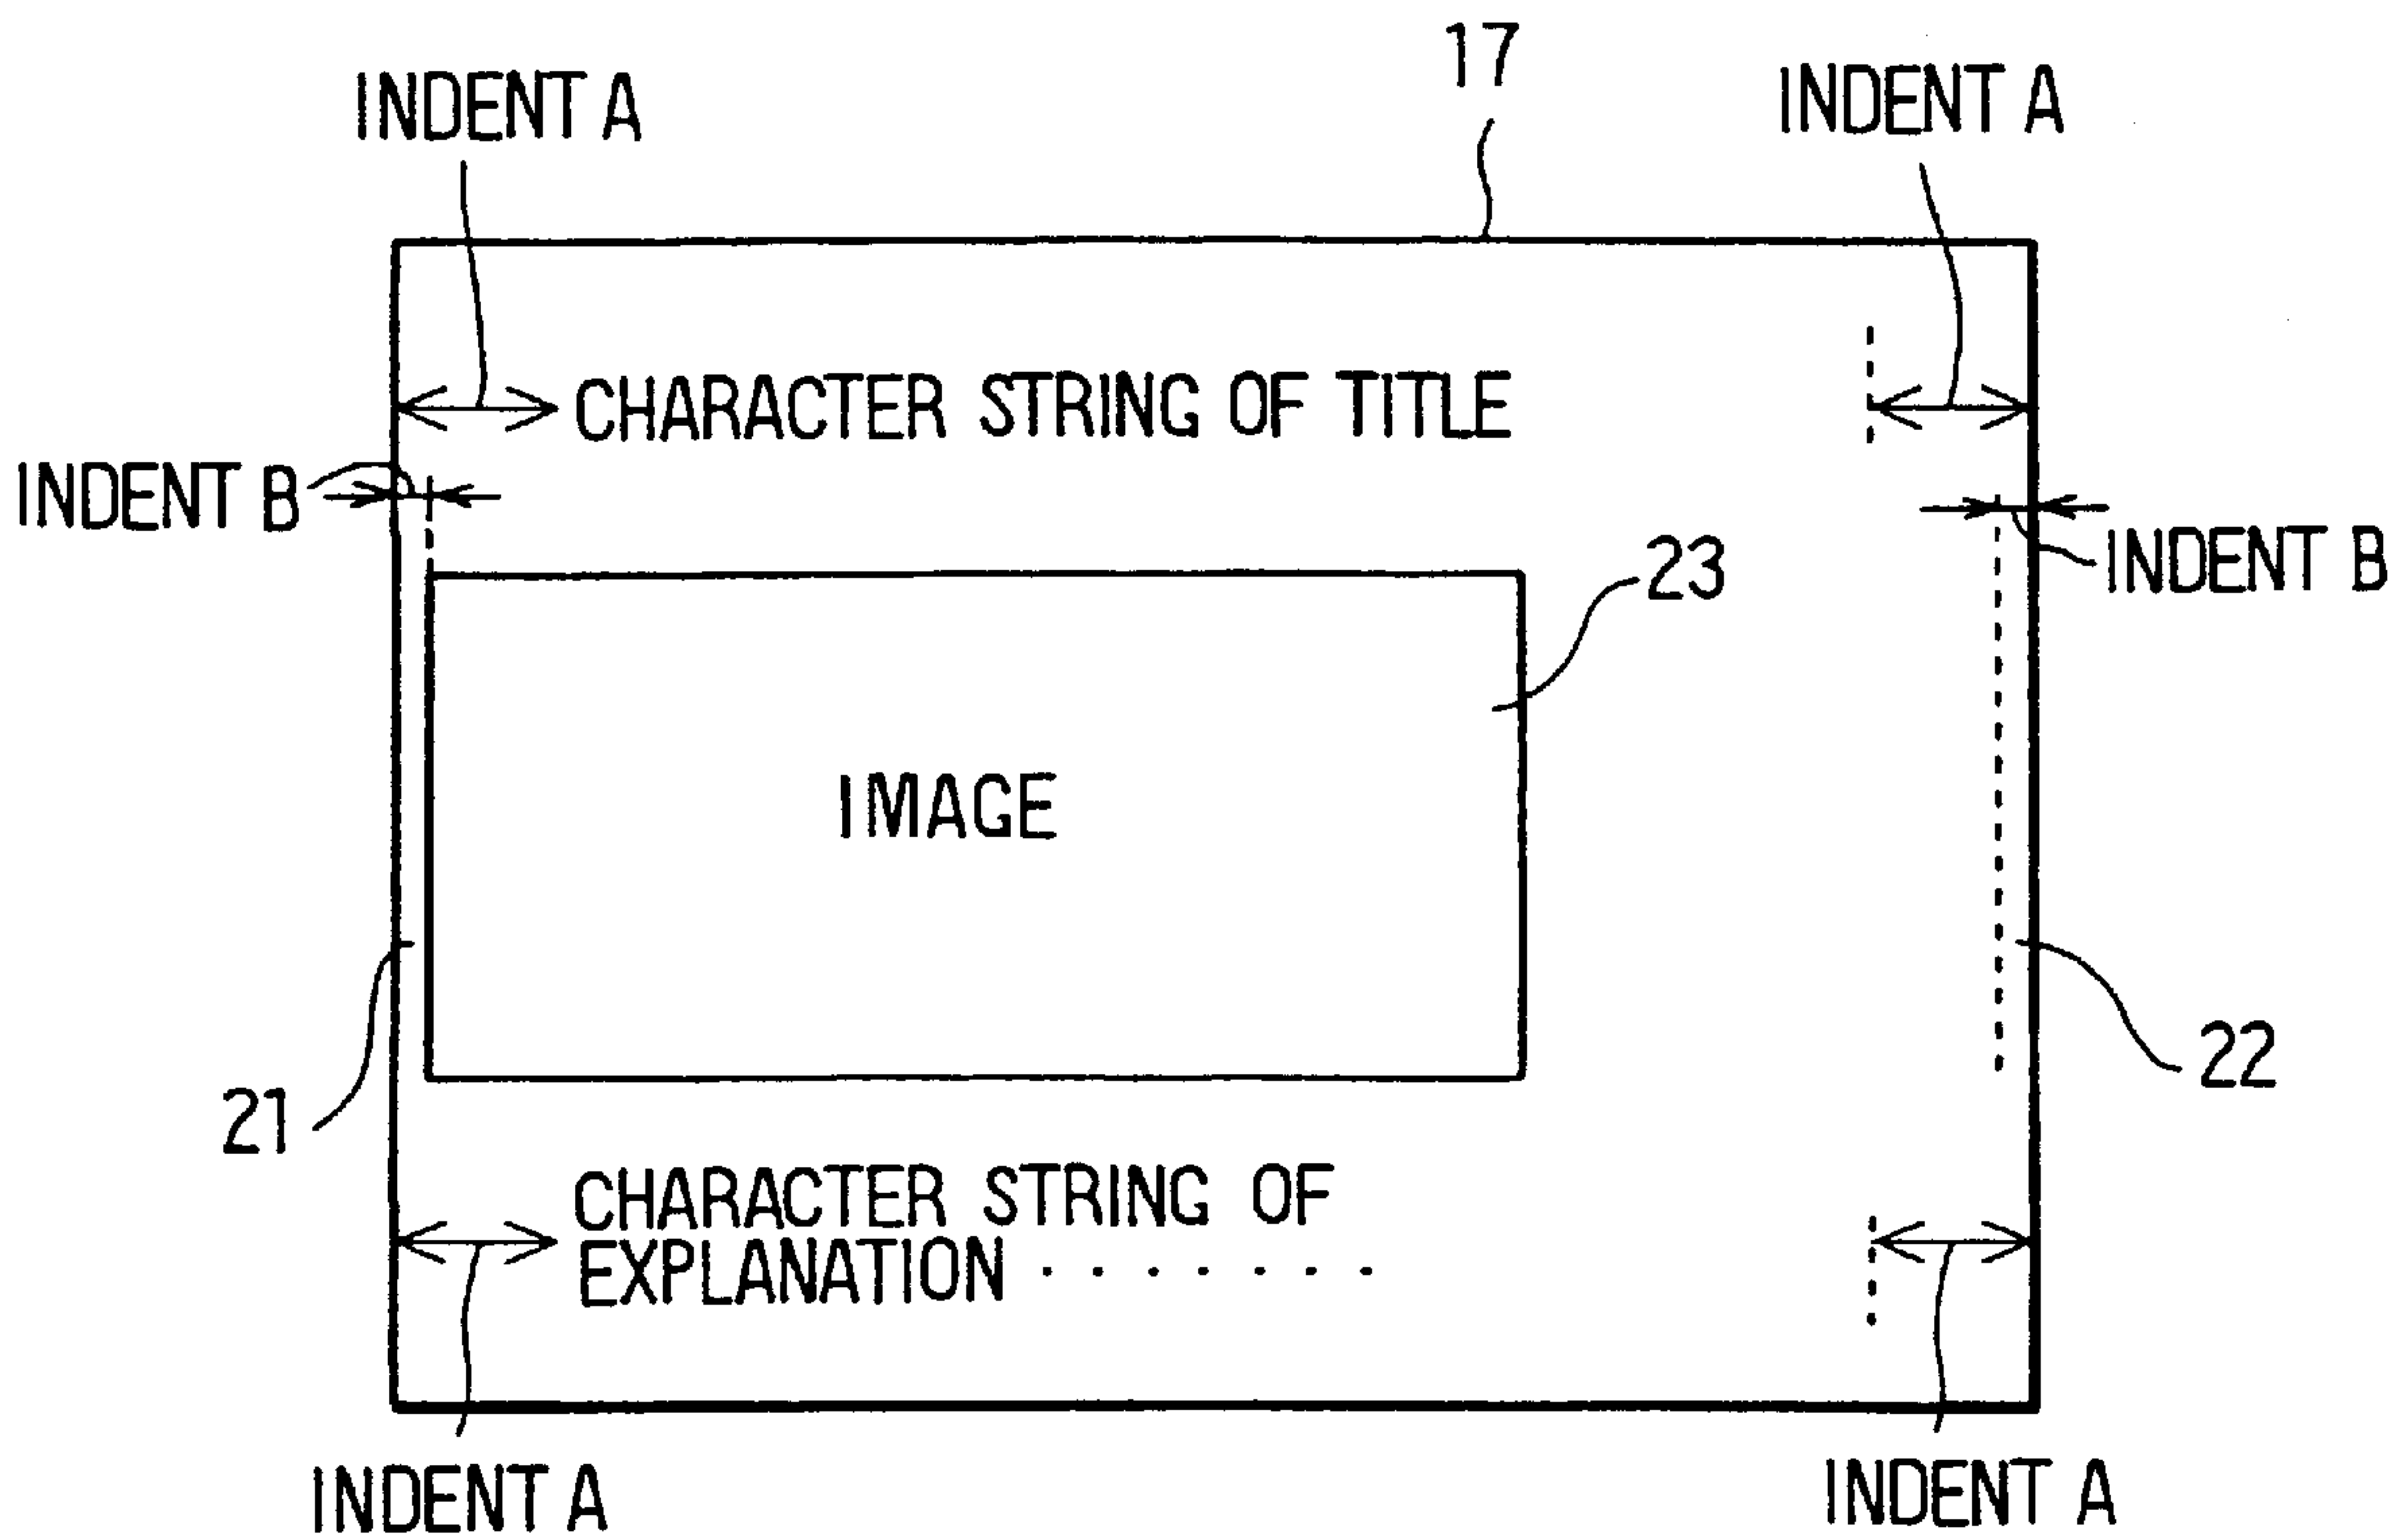 17
INDENT A
INDENT A
CHARACTER STRING OF TITLE
INDENT B
INDENT B
23
IMAGE
21
22
CHARACTER STRING OF
EXPLANATION · · · · · · ·
INDENT A
INDENT A